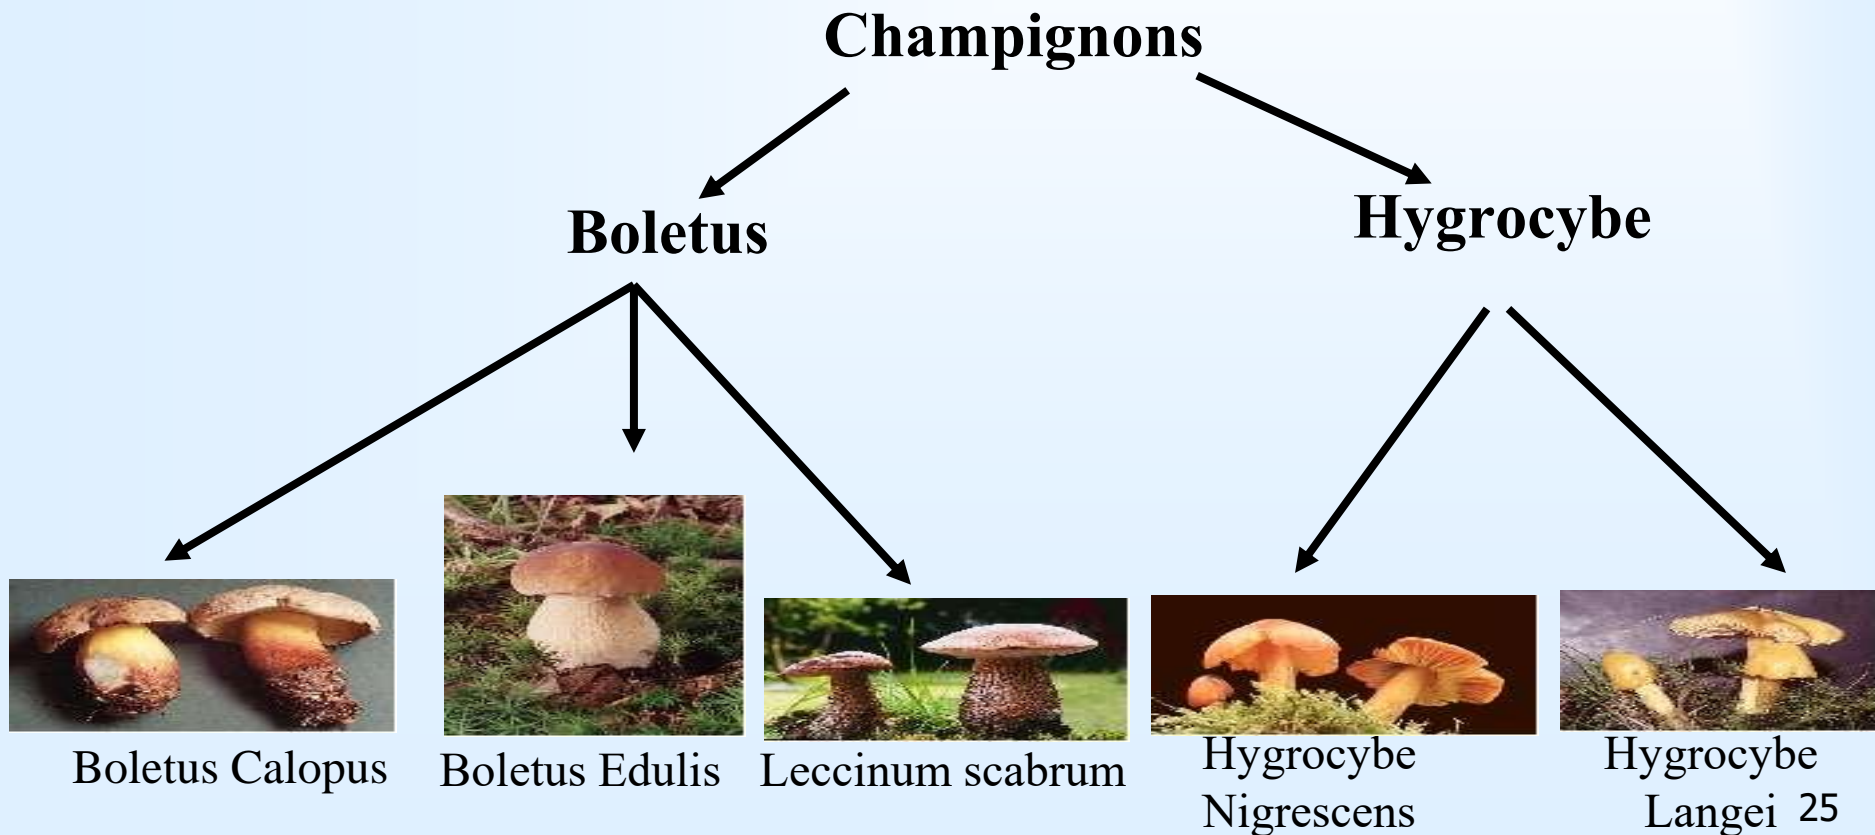 Champignons
Boletus
Hygrocybe
Boletus Calopus
Boletus Edulis
Leccinum scabrum
Hygrocybe
Nigrescens
Hygrocybe
Langei
25